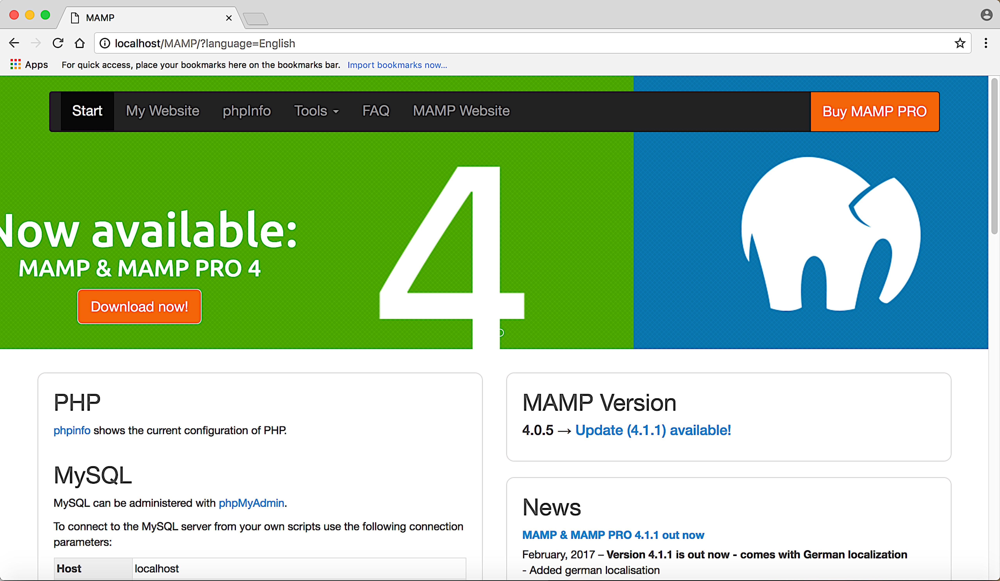 MAMP
localhost/MAMP/?language=English
Apps For quick access, place your bookmarks here on the bookmarks bar. Import bookmarks now...
Start My Website phpInfo Tools FAQ MAMP Website Buy MAMP PRO
Now available:
MAMP & MAMP PRO 4
Download now!
4
PHP
phpinfo shows the current configuration of PHP.
MySQL
MySQL can be administered with phpMyAdmin.
To connect to the MySQL server from your own scripts use the following connection
parameters:
Host localhost
MAMP Version
4.0.5 → Update (4.1.1) available!
News
MAMP & MAMP PRO 4.1.1 out now
February, 2017 – Version 4.1.1 is out now - comes with German localization
- Added german localisation